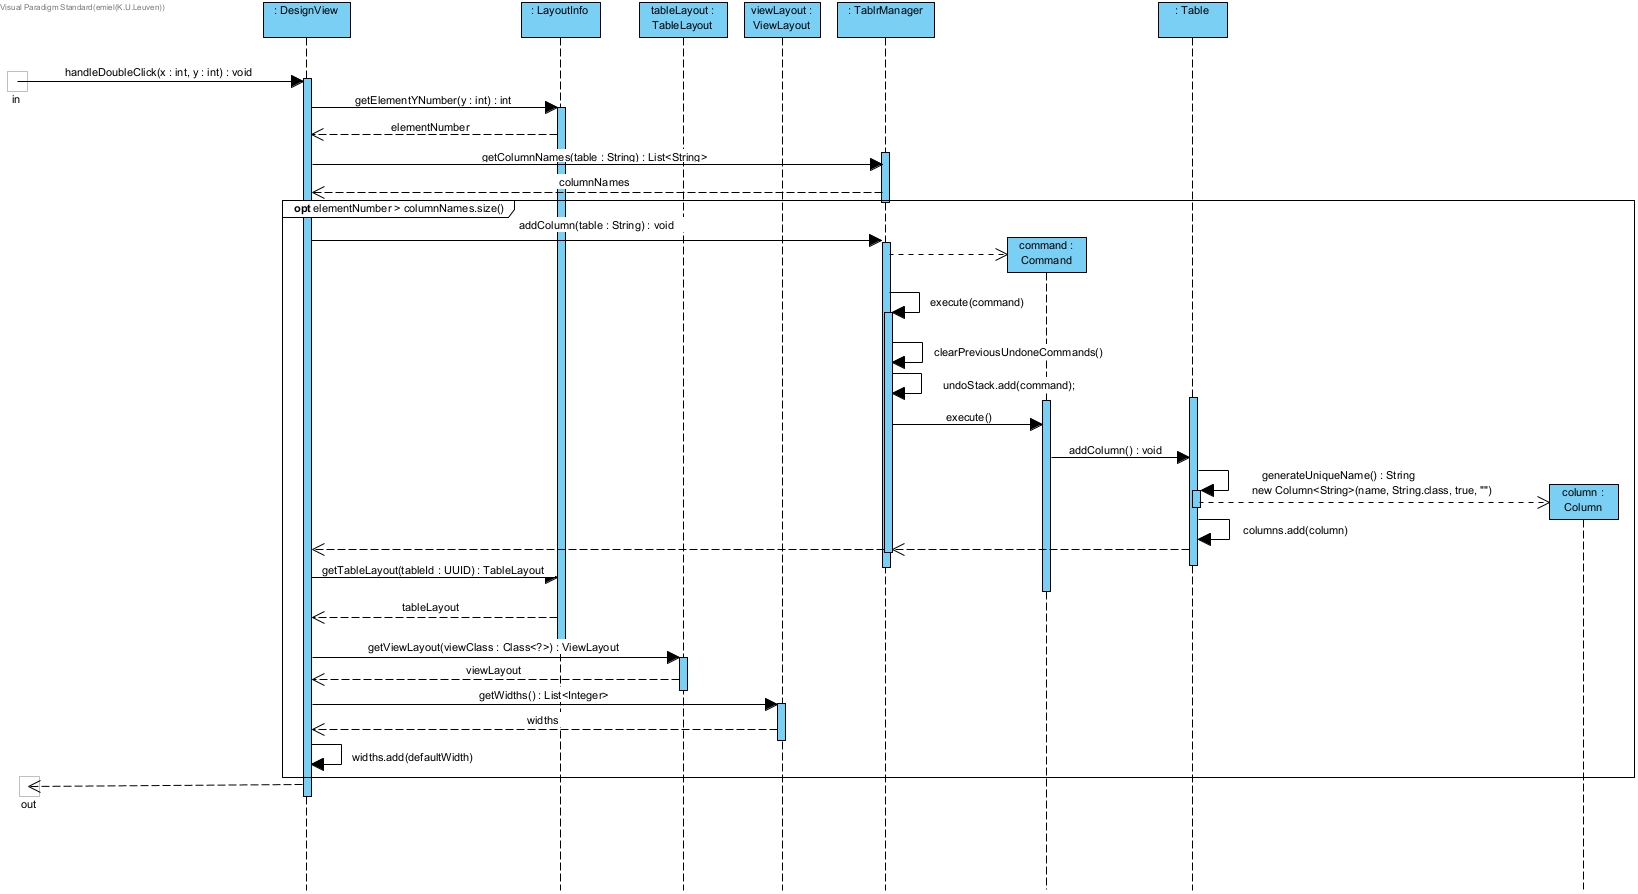 Visual Paradigm Standard(emiel(K.U.Leuven))
: DesignView
: LayoutInfo
tableLayout :
TableLayout
viewLayout :
ViewLayout
: TablrManager
: Table
handleDoubleClick(x : int, y : int) : void
in
getElementYNumber(y : int) : int
elementNumber
getColumnNames(table : String) : List<String>
columnNames
opt elementNumber > columnNames.size()
addColumn(table : String) : void
command :
Command
execute(command)
clearPreviousUndoneCommands()
undoStack.add(command);
execute()
addColumn() : void
generateUniqueName() : String
new Column<String>(name, String.class, true, "")
column :
Column
columns.add(column)
getTableLayout(tableId : UUID) : TableLayout
tableLayout
getViewLayout(viewClass : Class<?>) : ViewLayout
viewLayout
getWidths() : List<Integer>
widths
widths.add(defaultWidth)
out